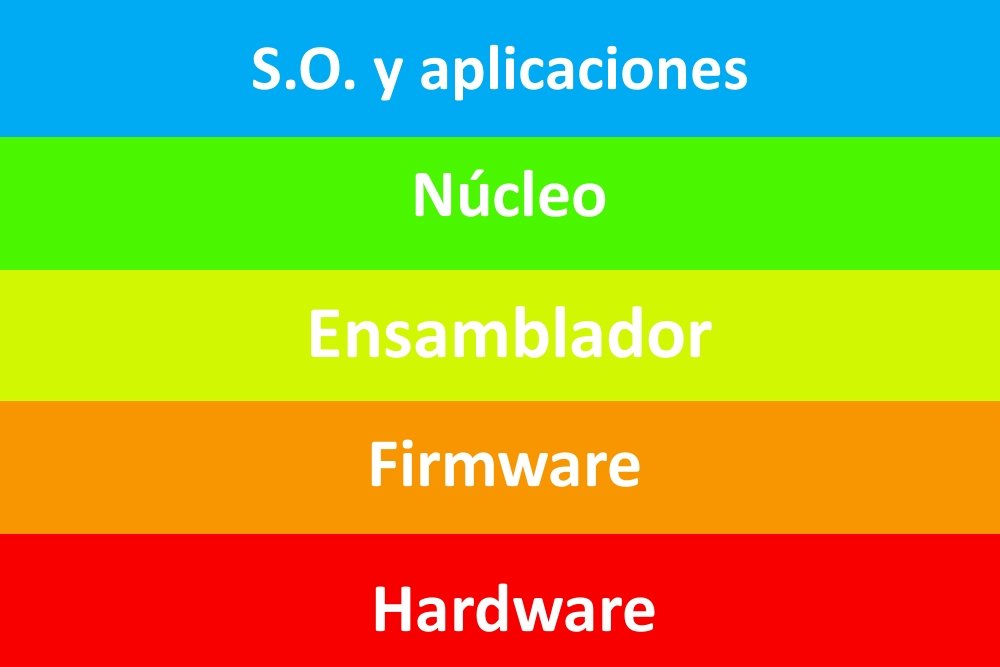 S.O. y aplicaciones
Núcleo
Ensamblador
Firmware
Hardware